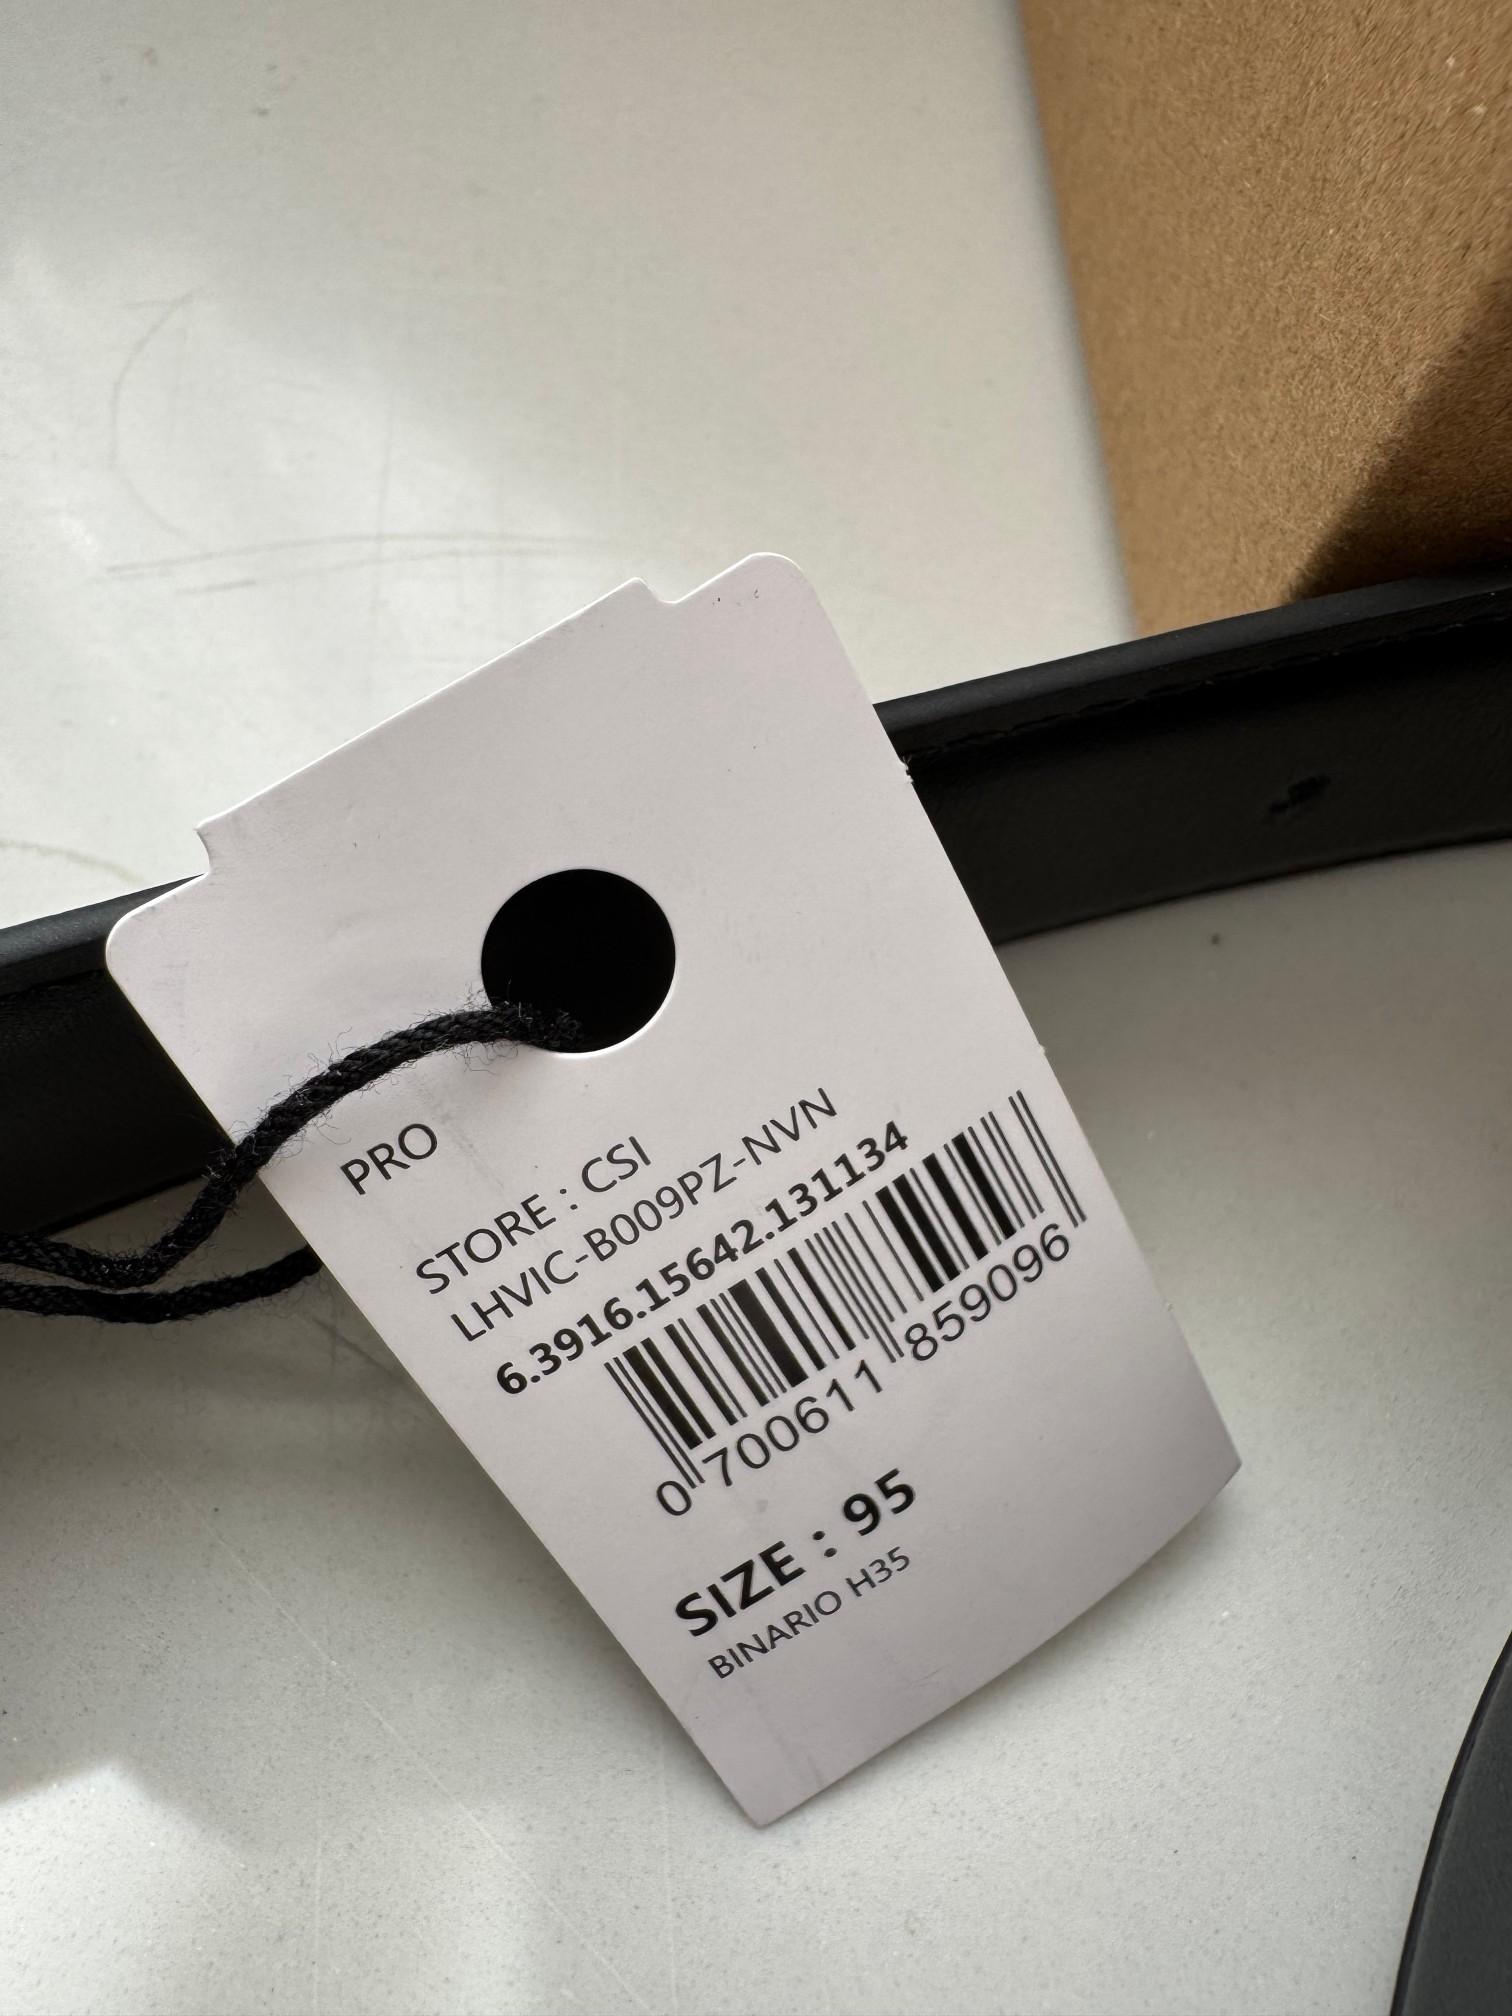 PRO
STORE : CSI
LHVIC-B009PZ-NVN
6.3916.15642.131134
0 700611 859096
SIZE : 95
BINARIO H35